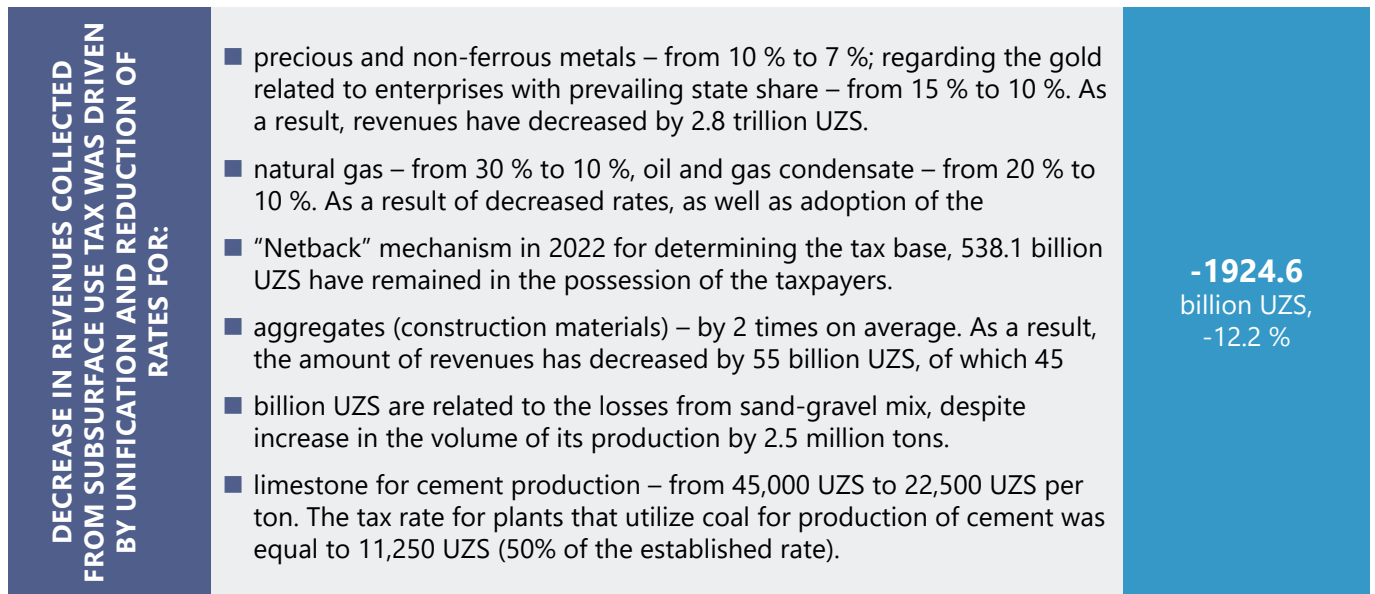 DECREASE IN REVENUES COLLECTED
FROM SUBSURFACE USE TAX WAS DRIVEN
BY UNIFICATION AND REDUCTION OF
RATES FOR:
■ precious and non-ferrous metals – from 10 % to 7 %; regarding the gold
related to enterprises with prevailing state share – from 15 % to 10 %. As
a result, revenues have decreased by 2.8 trillion UZS.
■ natural gas – from 30 % to 10 %, oil and gas condensate – from 20 % to
10 %. As a result of decreased rates, as well as adoption of the
■ “Netback” mechanism in 2022 for determining the tax base, 538.1 billion
UZS have remained in the possession of the taxpayers.
■ aggregates (construction materials) – by 2 times on average. As a result,
the amount of revenues has decreased by 55 billion UZS, of which 45
■ billion UZS are related to the losses from sand-gravel mix, despite
increase in the volume of its production by 2.5 million tons.
■ limestone for cement production – from 45,000 UZS to 22,500 UZS per
ton. The tax rate for plants that utilize coal for production of cement was
equal to 11,250 UZS (50% of the established rate).
-1924.6
billion UZS,
-12.2 %